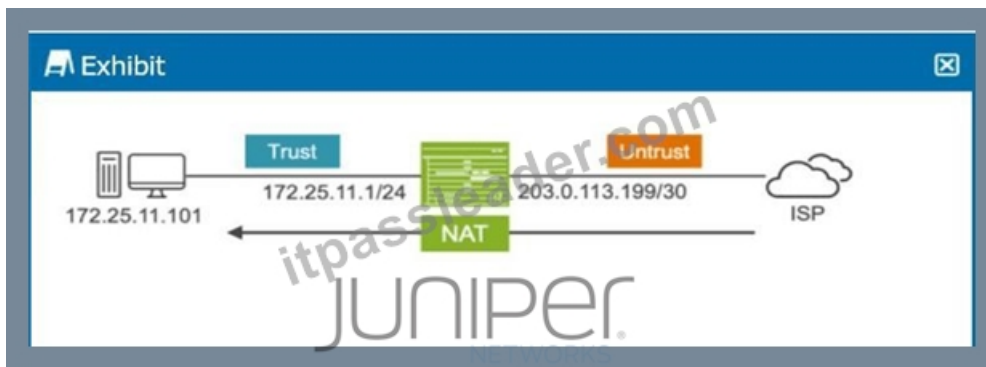 Exhibit
Trust
Untrust
172.25.11.1/24
203.0.113.199/30
172.25.11.101
ISP
NAT
itpassleader.com
JUNIPEr
NETWORKS